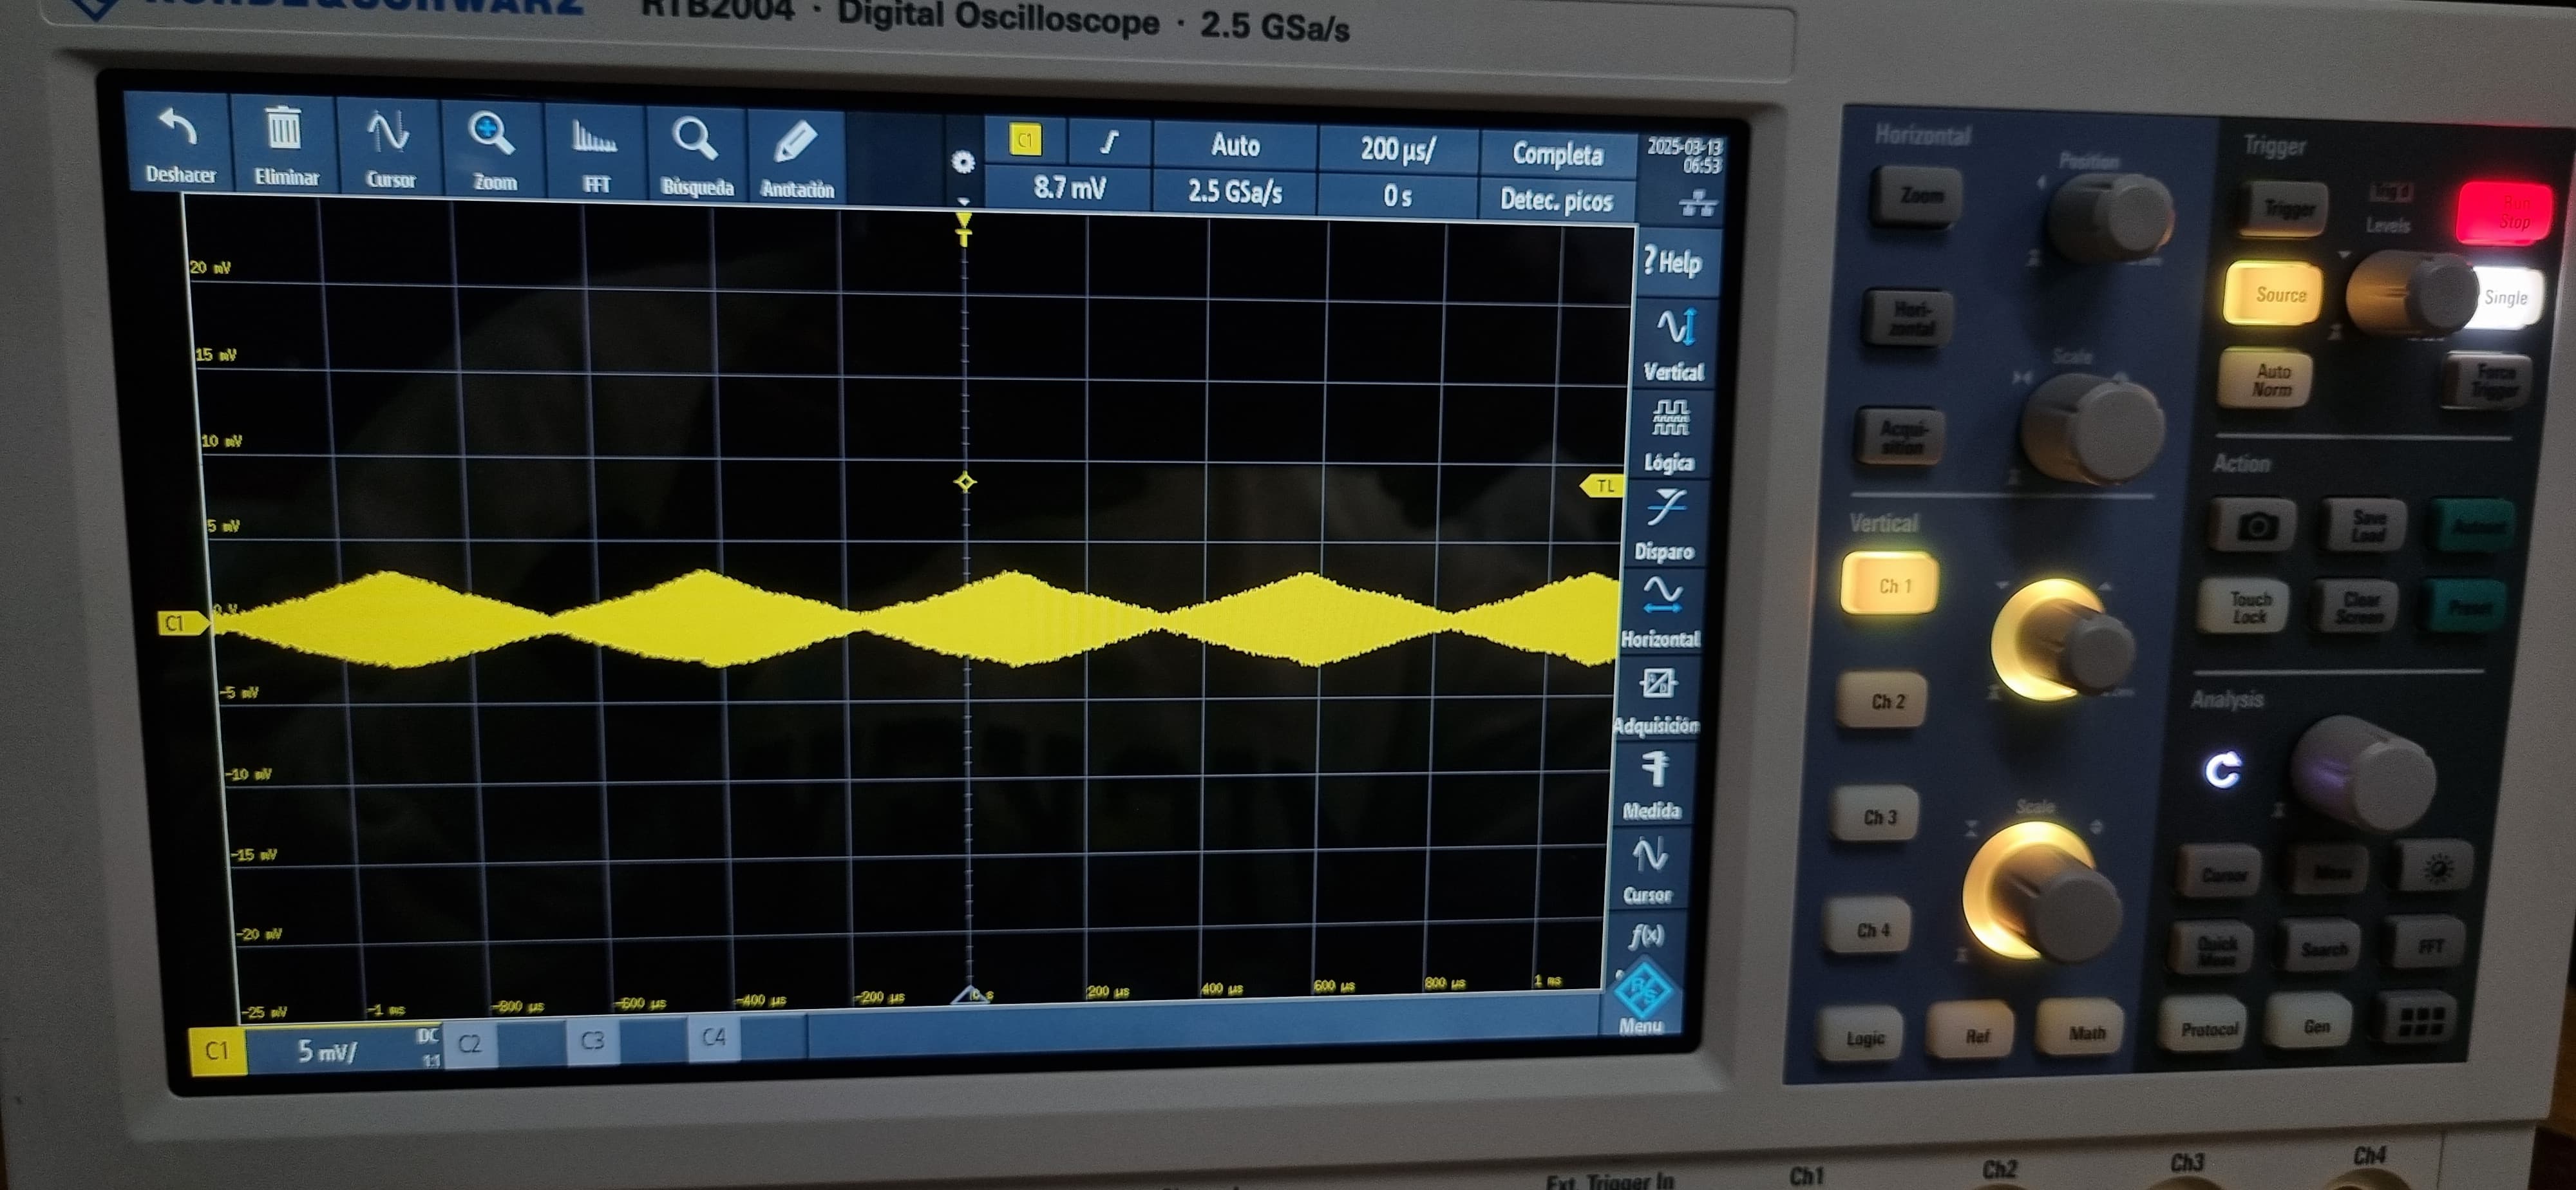 ROHDE&SCHWARZ RTB2004 · Digital Oscilloscope · 2.5 GSa/s
Deshacer Eliminar Cursor Zoom FFT Búsqueda Anotación
C1 Auto 200 µs/ Completa
8.7 mV 2.5 GSa/s 0 s Detec. picos
2025-03-13
06:53
T
20 mV
15 mV
10 mV
5 mV
0 V
-5 mV
-10 mV
-15 mV
-20 mV
-25 mV
C1
TL
-1 ms -800 µs -600 µs -400 µs -200 µs 0 s 200 µs 400 µs 600 µs 800 µs 1 ms
? Help
Vertical
Lógica
Disparo
Horizontal
Adquisición
Medida
Cursor
f(x)
R&S
Menu
C1 5 mV/ DC
1:1
C2 C3 C4
Horizontal
Position
Zoom
Hori-
zontal
Scale
Acqui-
sition
Vertical
Ch 1
Ch 2
Ch 3
Scale
Ch 4
Logic Ref Math
Trigger
Trigger
Trig'd
Levels
Run
Stop
Source
Single
Auto
Norm
Force
Trigger
Action
Save
Load
Autoset
Touch
Lock
Clear
Screen
Preset
Analysis
Cursor Meas
Quick
Meas
Search FFT
Protocol Gen
Ext. Trigger In Ch1 Ch2 Ch3 Ch4